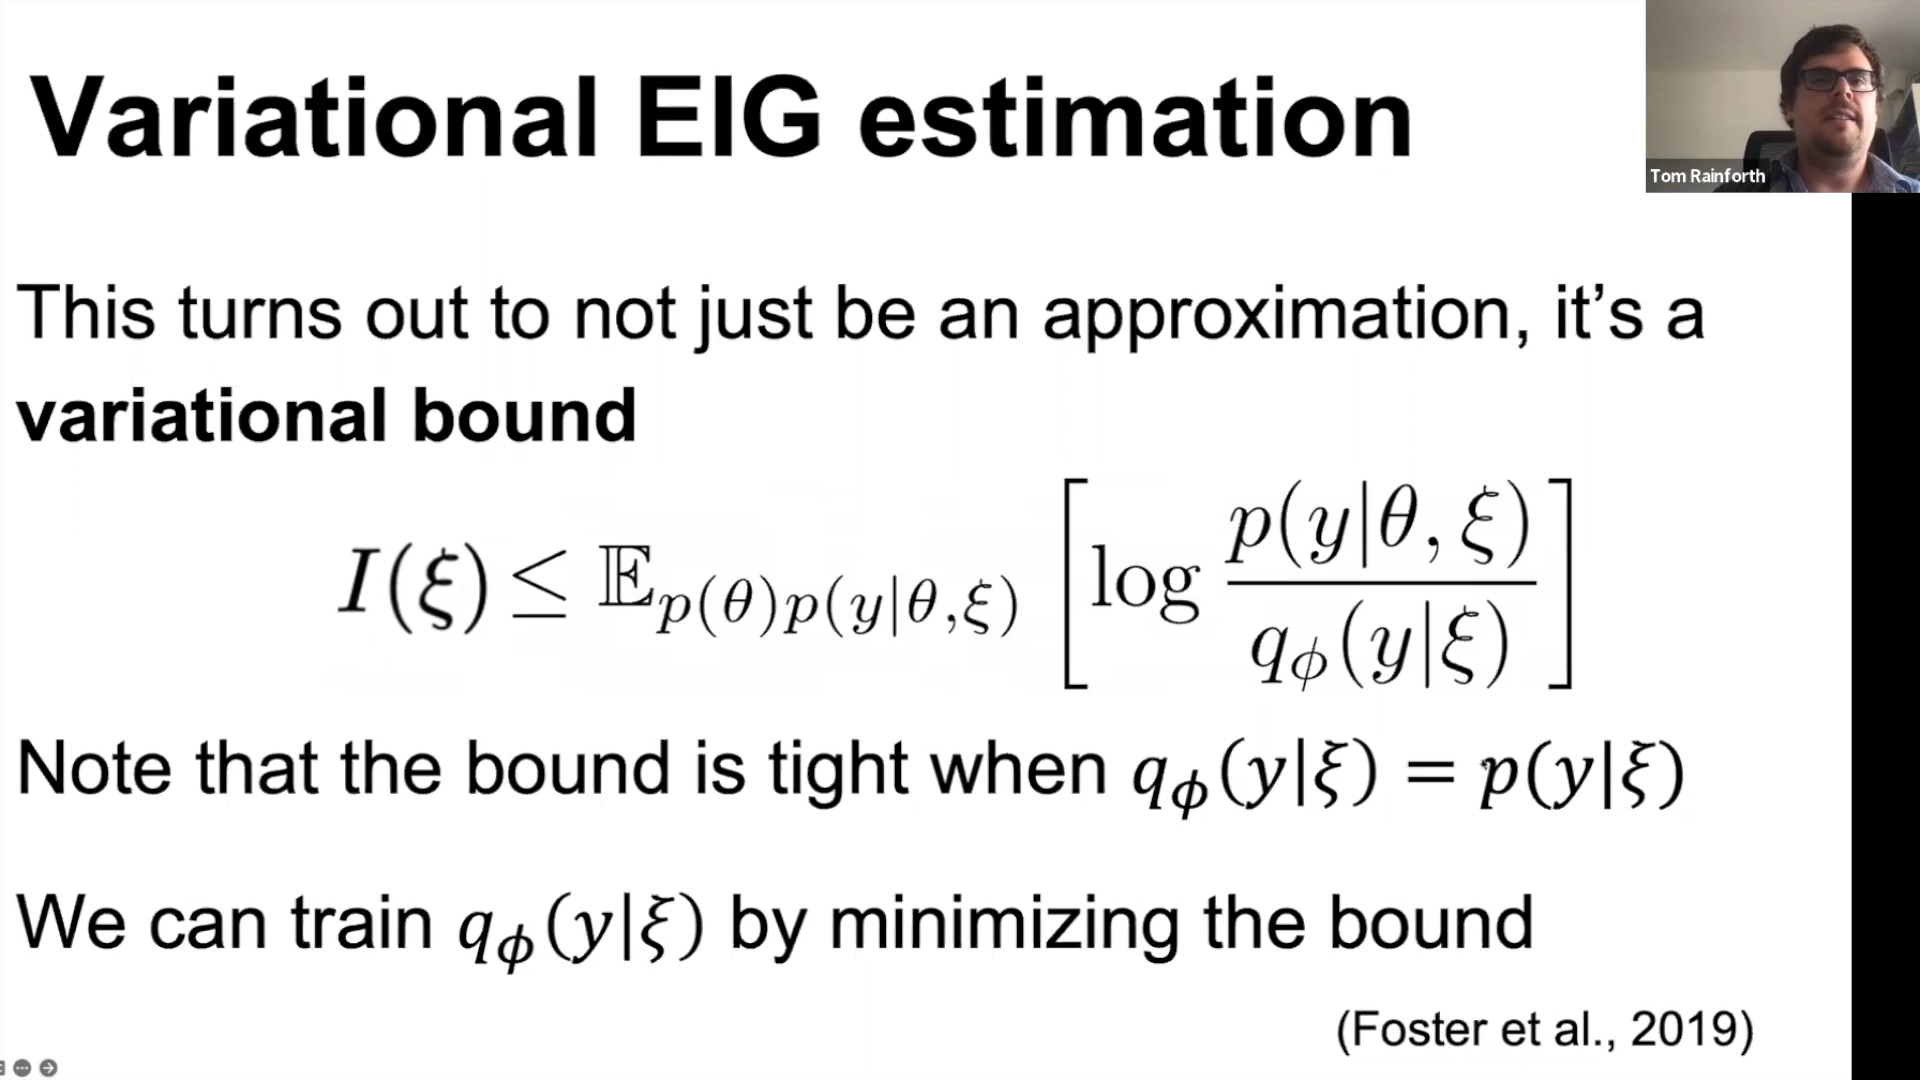 Variational EIG estimation
Tom Rainforth
This turns out to not just be an approximation, it's a
variational bound
I(ξ) ≤ 𝔼_{p(θ)p(y|θ,ξ)} [log p(y|θ, ξ) / q_ϕ(y|ξ)]
Note that the bound is tight when q_ϕ(y|ξ) = p(y|ξ)
We can train q_ϕ(y|ξ) by minimizing the bound
(Foster et al., 2019)